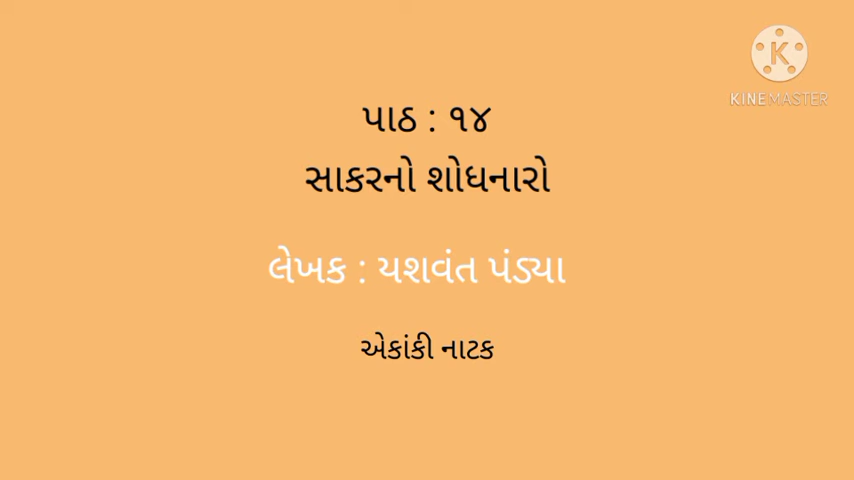 પાઠ : ૧૪
સાકરનો શોધનારો
લેખક : યશવંત પંડ્યા
એકાંકી નાટક
K
KINEMASTER